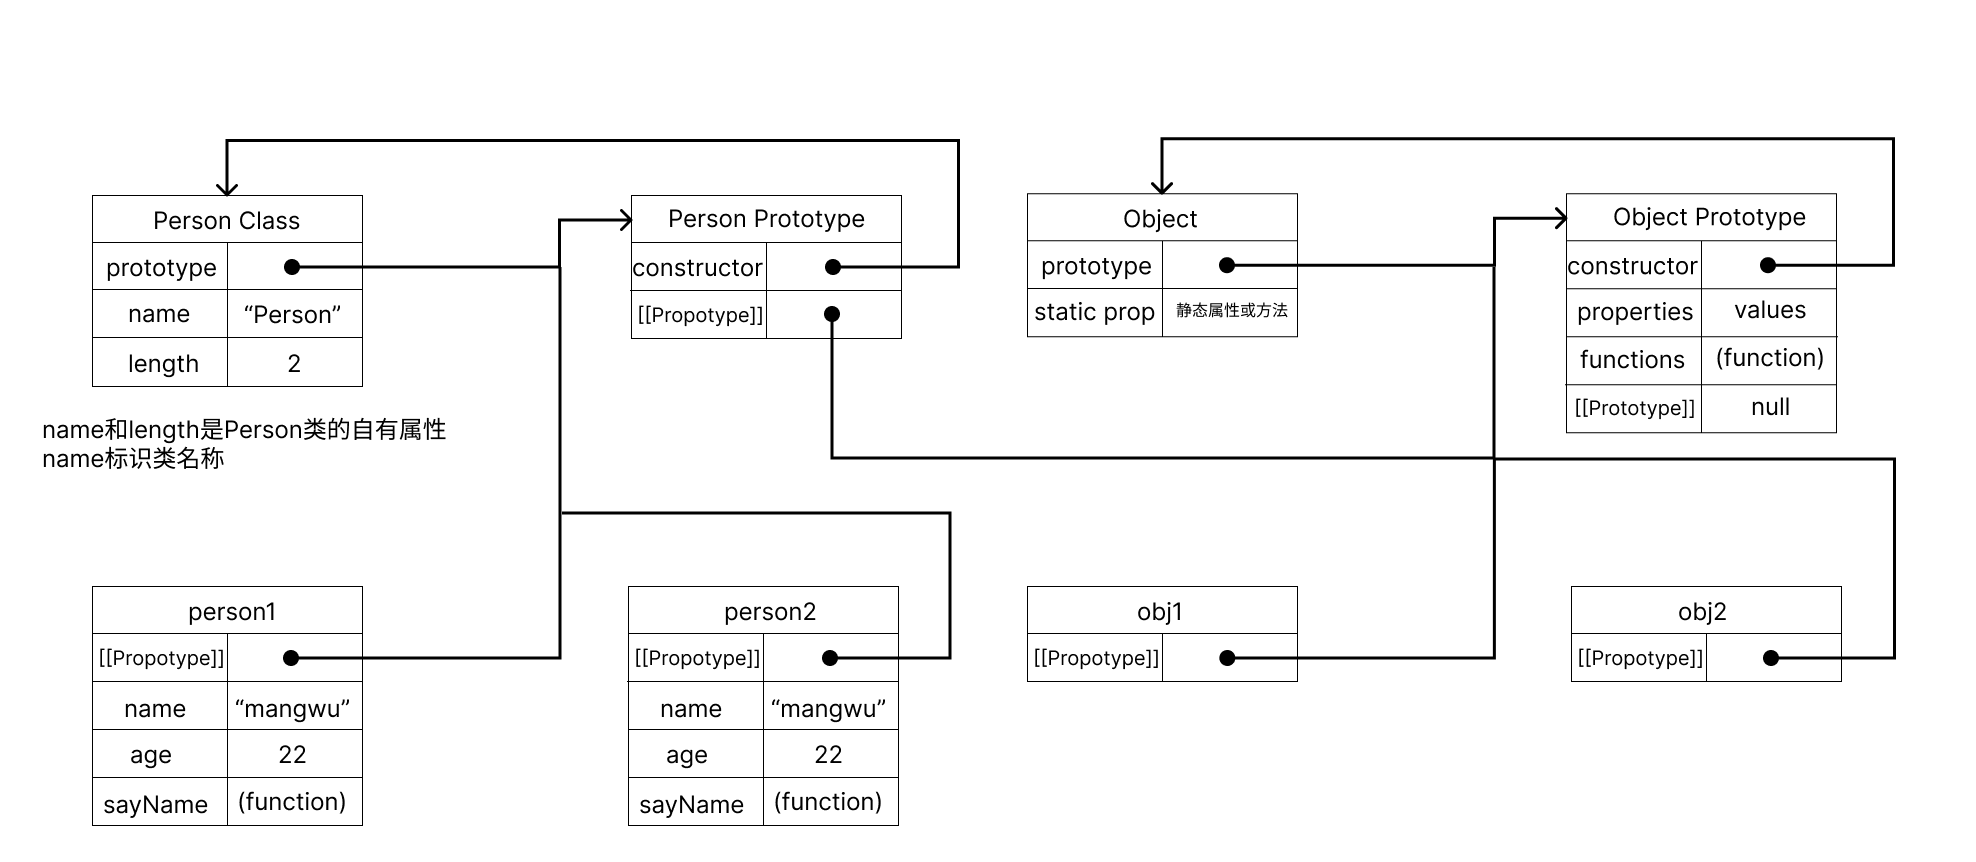 Person Class
prototype
name “Person”
length 2
name和length是Person类的自有属性
name标识类名称
Person Prototype
constructor
[[Propotype]]
Object
prototype
static prop 静态属性或方法
Object Prototype
constructor
properties values
functions (function)
[[Prototype]] null
person1
[[Propotype]]
name “mangwu”
age 22
sayName (function)
person2
[[Propotype]]
name “mangwu”
age 22
sayName (function)
obj1
[[Propotype]]
obj2
[[Propotype]]